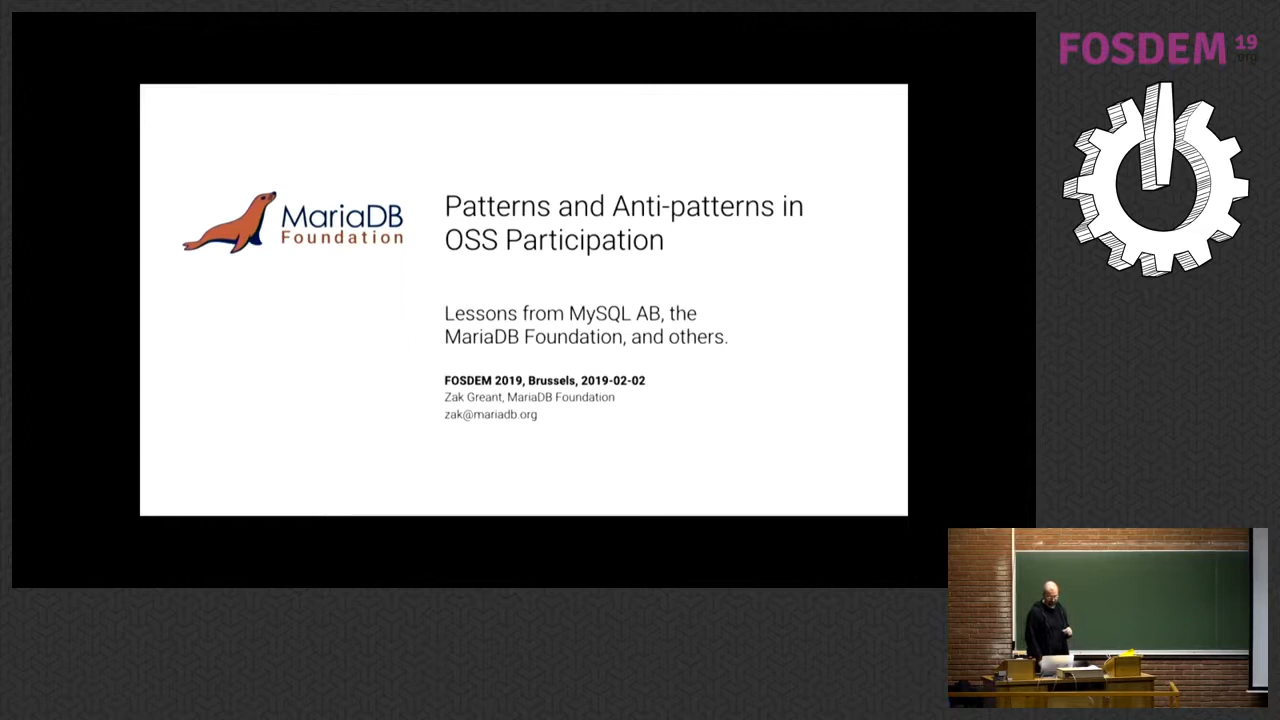 FOSDEM 19
.org
MariaDB
Foundation
Patterns and Anti-patterns in
OSS Participation
Lessons from MySQL AB, the
MariaDB Foundation, and others.
FOSDEM 2019, Brussels, 2019-02-02
Zak Greant, MariaDB Foundation
zak@mariadb.org